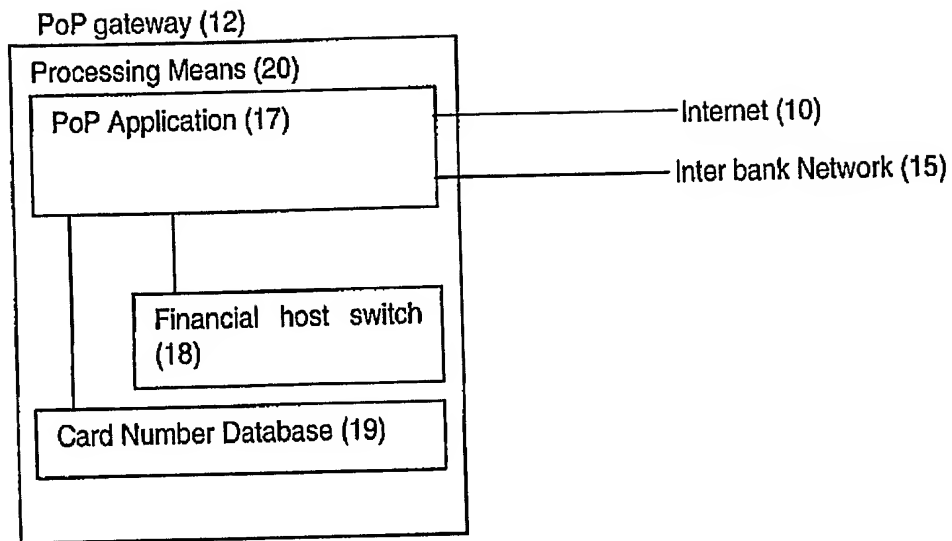 PoP gateway (12)
Processing Means (20)
PoP Application (17)
Internet (10)
Inter bank Network (15)
Financial host switch
(18)
Card Number Database (19)